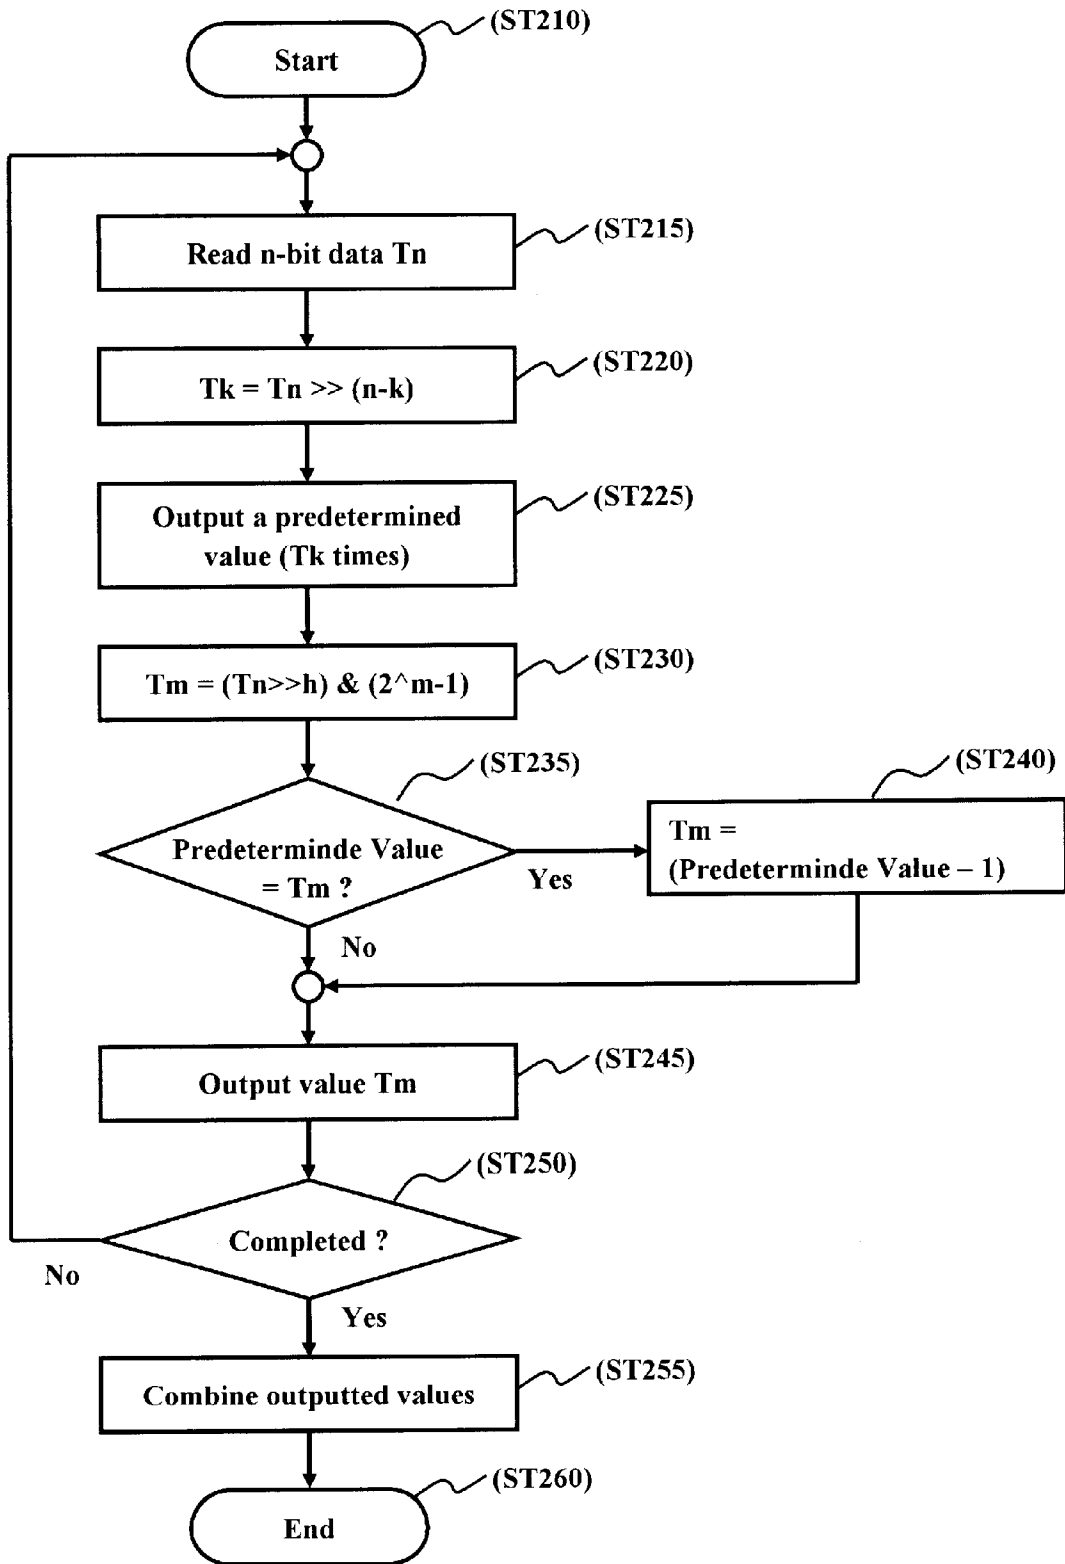 (ST210)
Start
(ST215)
Read n-bit data Tn
(ST220)
Tk = Tn >> (n-k)
(ST225)
Output a predetermined
value (Tk times)
(ST230)
Tm = (Tn>>h) & (2^m-1)
(ST235)
Predeterminde Value
= Tm ?
Yes
No
(ST240)
Tm =
(Predeterminde Value – 1)
(ST245)
Output value Tm
(ST250)
Completed ?
No
Yes
(ST255)
Combine outputted values
(ST260)
End